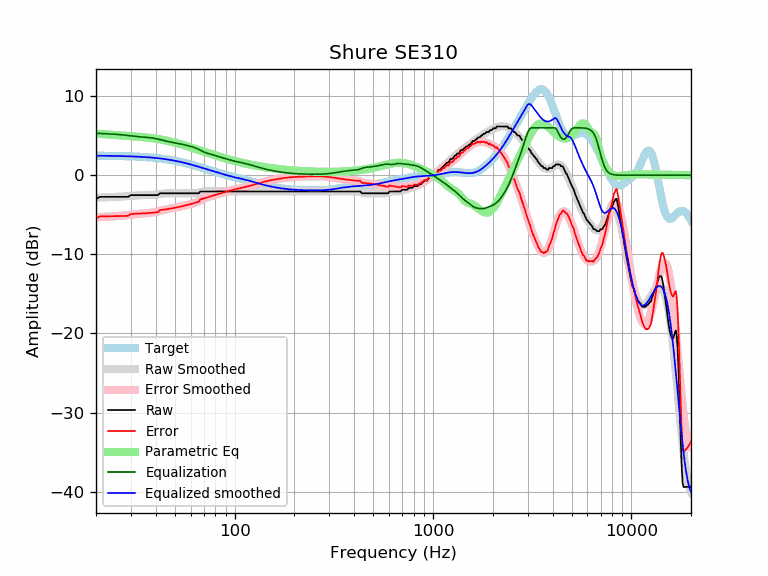 Shure SE310
Amplitude (dBr)
10
0
−10
−20
−30
−40
Target
Raw Smoothed
Error Smoothed
Raw
Error
Parametric Eq
Equalization
Equalized smoothed
100
1000
10000
Frequency (Hz)